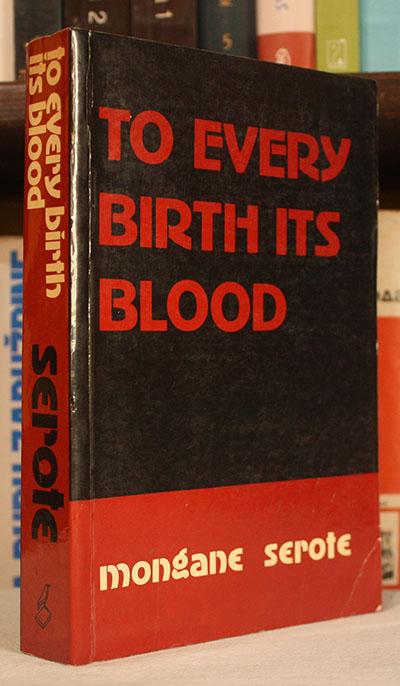 TO EVERY
BIRTH ITS
BLOOD
mongane serote
to every birth
its blood
serote